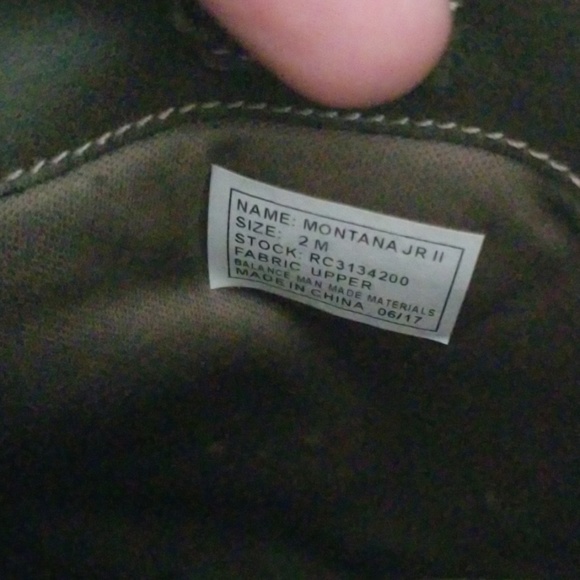 NAME: MONTANA JR II
SIZE: 2 M
STOCK: RC3134200
FABRIC UPPER
BALANCE MAN MADE MATERIALS
MADE IN CHINA 06/17